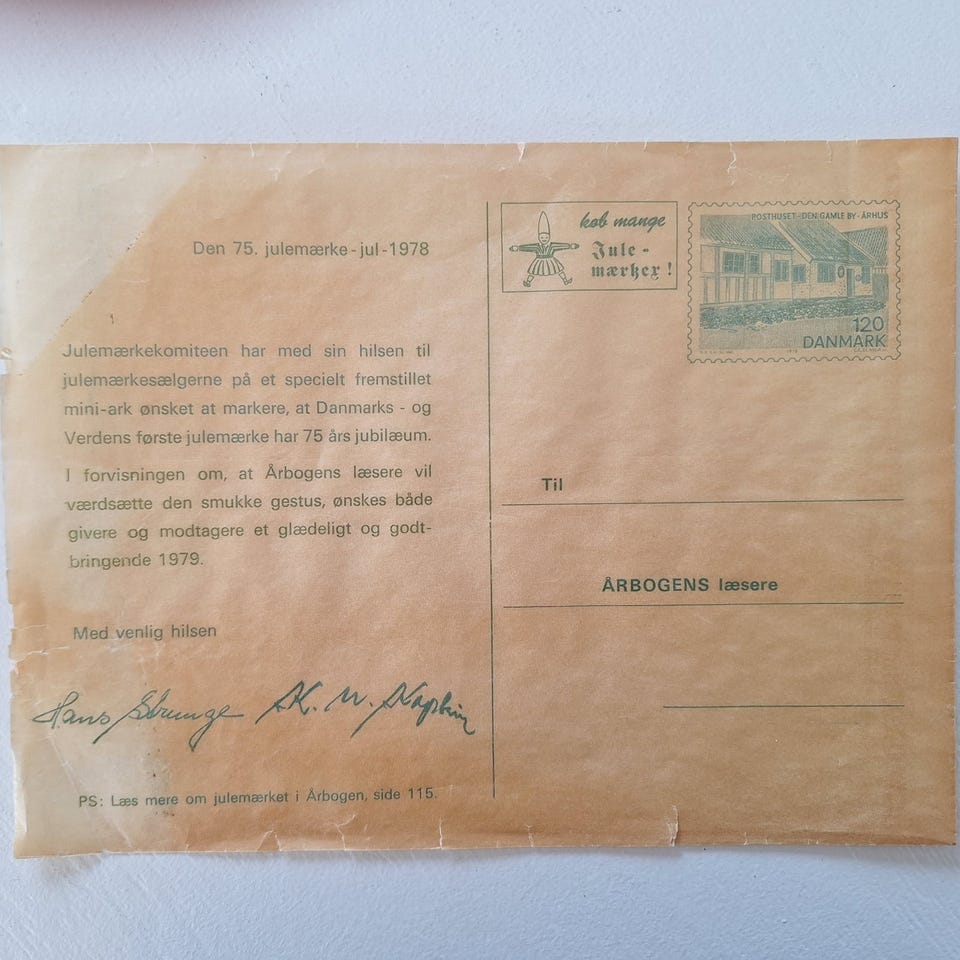 Den 75. julemærke-jul-1978
Julemærkekomiteen har med sin hilsen til
julemærkesælgerne på et specielt fremstillet
mini-ark ønsket at markere, at Danmarks - og
Verdens første julemærke har 75 års jubilæum.
I forvisningen om, at Årbogens læsere vil
værdsætte den smukke gestus, ønskes både
givere og modtagere et glædeligt og godt-
bringende 1979.
Med venlig hilsen
Hans
PS: Læs mere om julemærket i Årbogen, side 115.
køb mange
Jule-
mærker!
POSTHUSET - DEN GAMLE BY - ÅRHUS
120
DANMARK
Til
ÅRBOGENS læsere